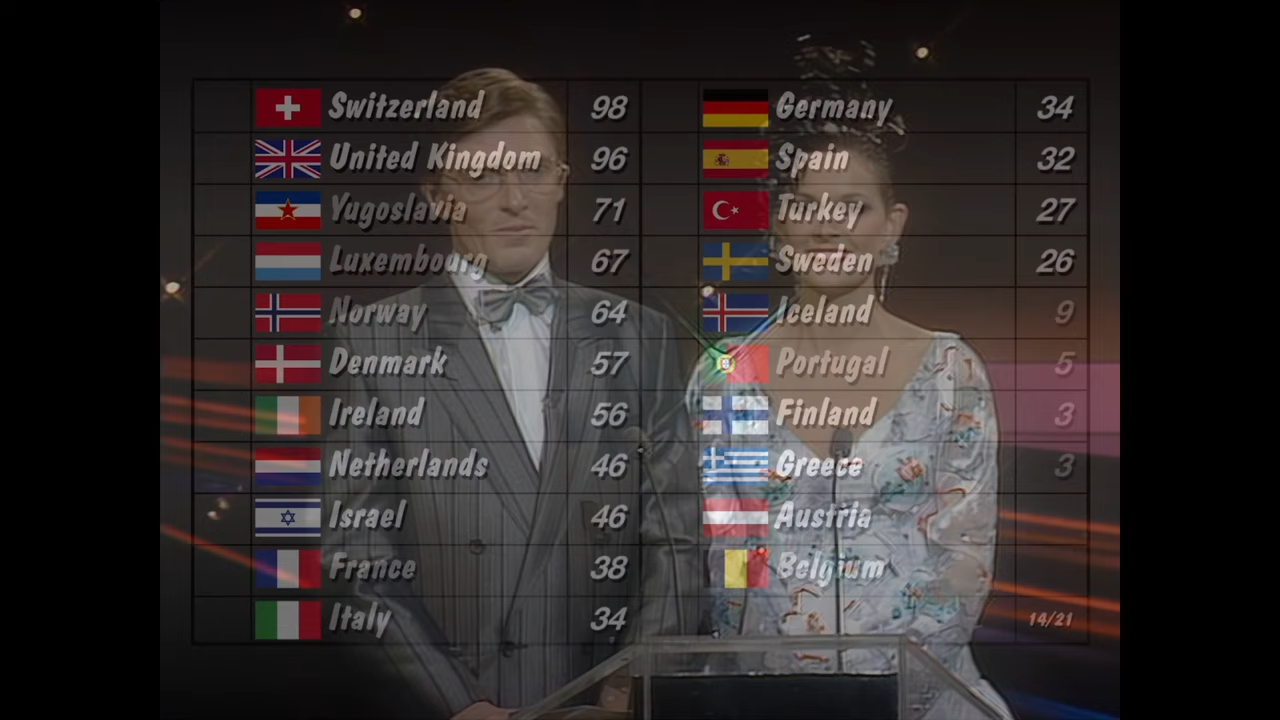 Switzerland 98
United Kingdom 96
Yugoslavia 71
Luxembourg 67
Norway 64
Denmark 57
Ireland 56
Netherlands 46
Israel 46
France 38
Italy 34
Germany 34
Spain 32
Turkey 27
Sweden 26
Iceland 9
Portugal 5
Finland 3
Greece 3
Austria
Belgium
14/21